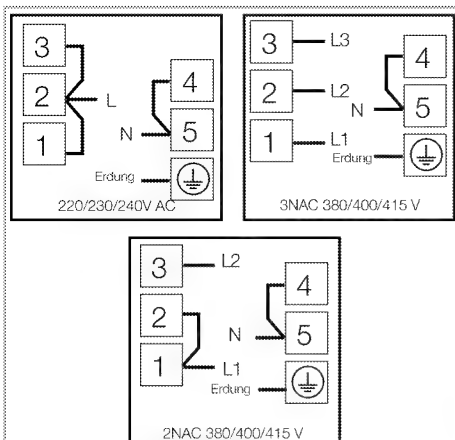 3
2
L
1
4
N
5
Erdung
220/230/240V AC
3
L3
2
L2
1
L1
4
N
5
Erdung
3NAC 380/400/415 V
3
L2
2
1
L1
4
N
5
Erdung
2NAC 380/400/415 V